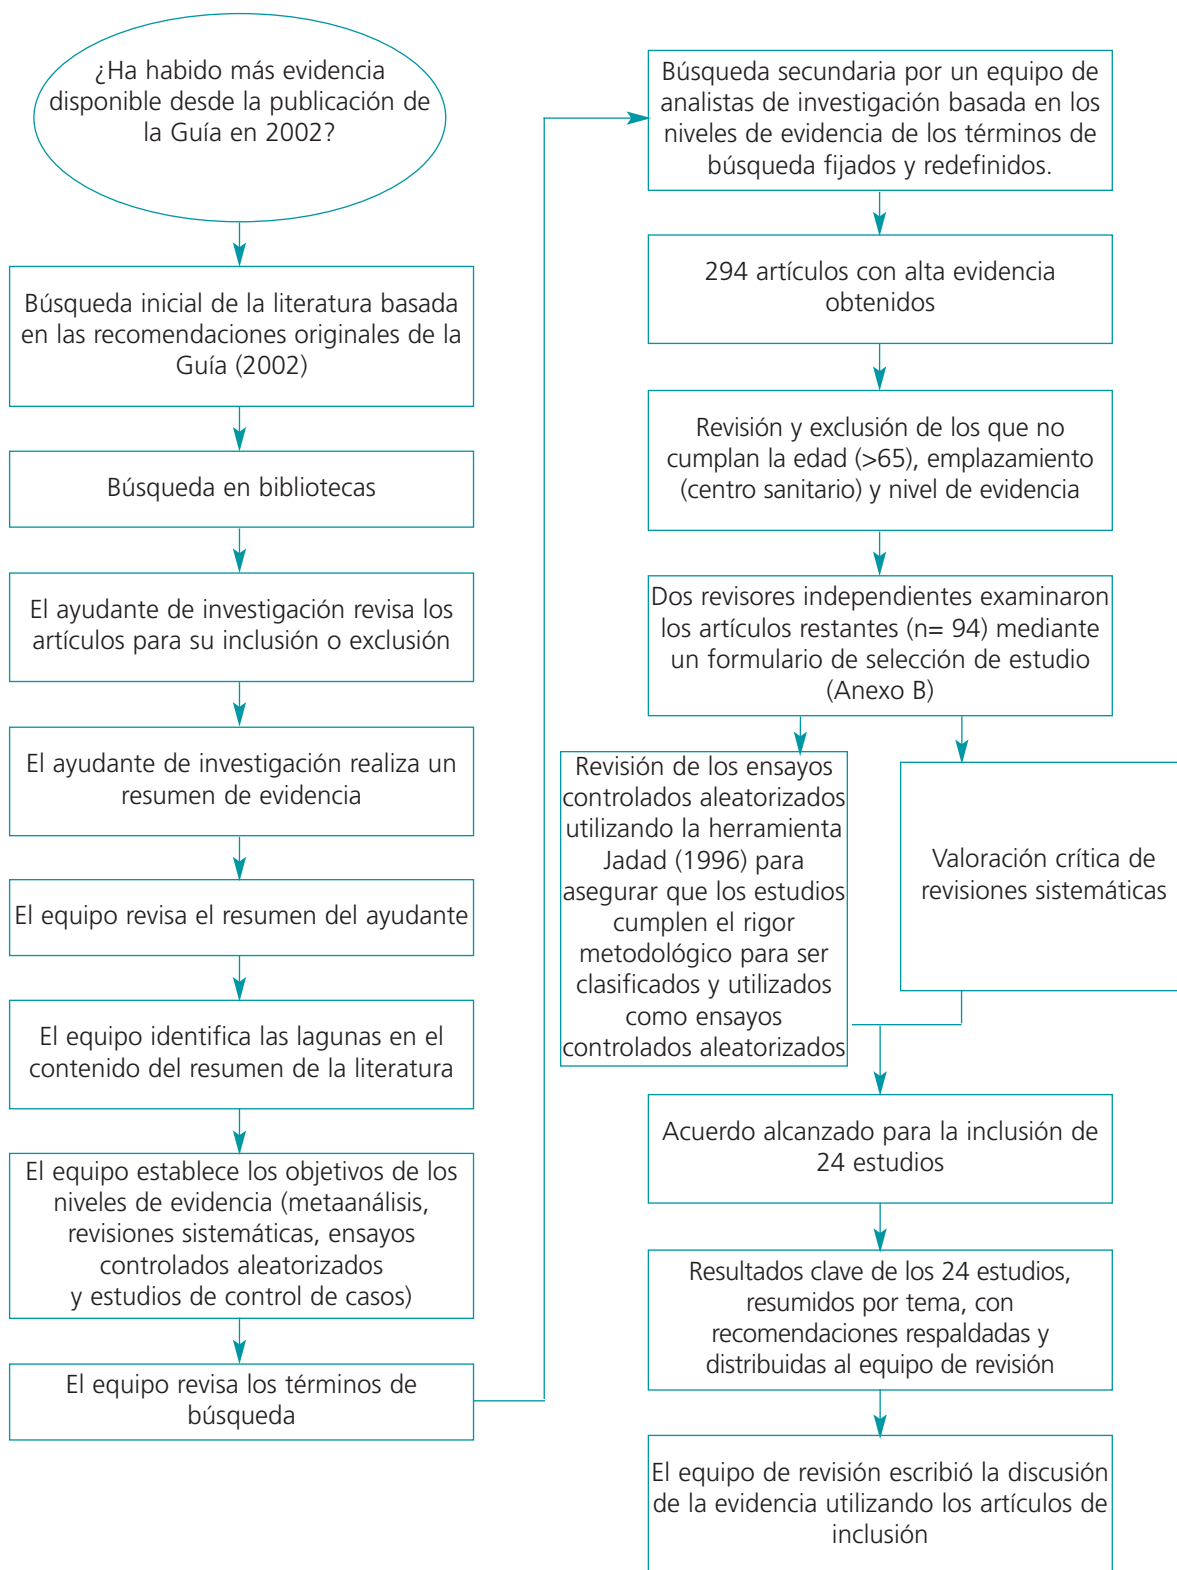 ¿Ha habido más evidencia
disponible desde la publicación de
la Guía en 2002?
Búsqueda inicial de la literatura basada
en las recomendaciones originales de la
Guía (2002)
Búsqueda en bibliotecas
El ayudante de investigación revisa los
artículos para su inclusión o exclusión
El ayudante de investigación realiza un
resumen de evidencia
El equipo revisa el resumen del ayudante
El equipo identifica las lagunas en el
contenido del resumen de la literatura
El equipo establece los objetivos de los
niveles de evidencia (metaanálisis,
revisiones sistemáticas, ensayos
controlados aleatorizados
y estudios de control de casos)
El equipo revisa los términos de
búsqueda
Búsqueda secundaria por un equipo de
analistas de investigación basada en los
niveles de evidencia de los términos de
búsqueda fijados y redefinidos.
294 artículos con alta evidencia
obtenidos
Revisión y exclusión de los que no
cumplan la edad (>65), emplazamiento
(centro sanitario) y nivel de evidencia
Dos revisores independientes examinaron
los artículos restantes (n= 94) mediante
un formulario de selección de estudio
(Anexo B)
Revisión de los ensayos
controlados aleatorizados
utilizando la herramienta
Jadad (1996) para
asegurar que los estudios
cumplen el rigor
metodológico para ser
clasificados y utilizados
como ensayos
controlados aleatorizados
Valoración crítica de
revisiones sistemáticas
Acuerdo alcanzado para la inclusión de
24 estudios
Resultados clave de los 24 estudios,
resumidos por tema, con
recomendaciones respaldadas y
distribuidas al equipo de revisión
El equipo de revisión escribió la discusión
de la evidencia utilizando los artículos de
inclusión